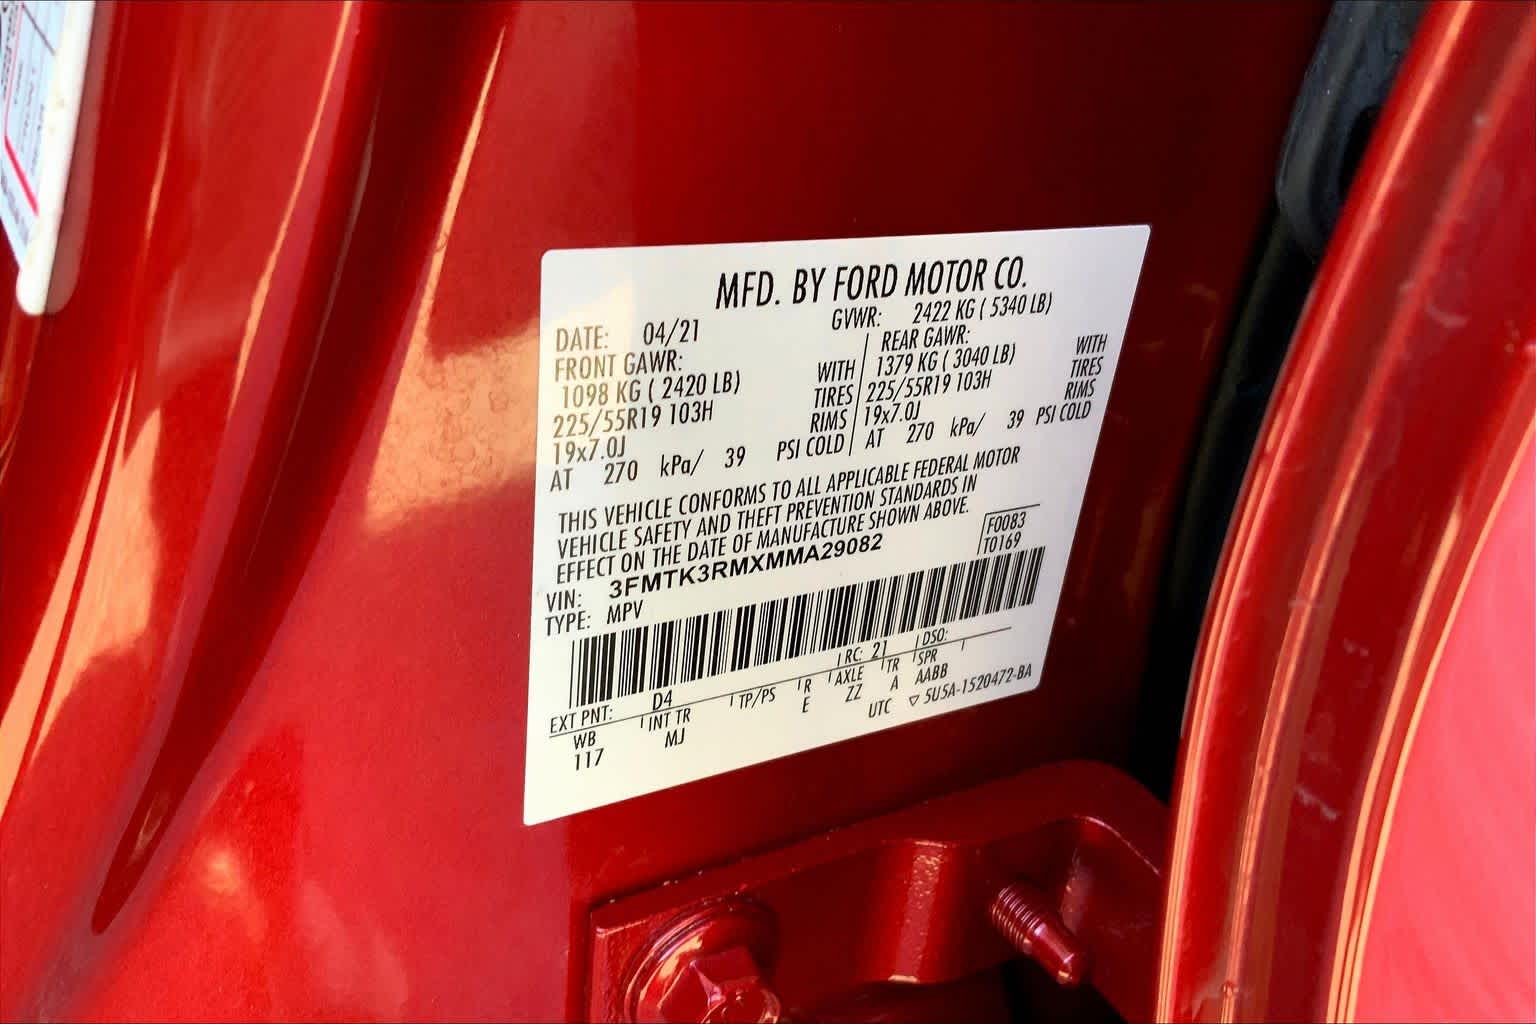 MFD. BY FORD MOTOR CO.
DATE: 04/21 GVWR: 2422 KG ( 5340 LB)
FRONT GAWR: REAR GAWR:
1098 KG ( 2420 LB) WITH 1379 KG ( 3040 LB) WITH
225/55R19 103H TIRES 225/55R19 103H TIRES
19x7.0J RIMS 19x7.0J RIMS
AT 270 kPa/ 39 PSI COLD AT 270 kPa/ 39 PSI COLD
THIS VEHICLE CONFORMS TO ALL APPLICABLE FEDERAL MOTOR
VEHICLE SAFETY AND THEFT PREVENTION STANDARDS IN
EFFECT ON THE DATE OF MANUFACTURE SHOWN ABOVE.
F0083
T0169
VIN: 3FMTK3RMXMMA29082
TYPE: MPV
EXT PNT: D4 RC: 21 DSO:
WB INT TR TP/PS R AXLE TR SPR
117 MJ E ZZ A AABB
UTC ▽ 5U5A-1520472-BA